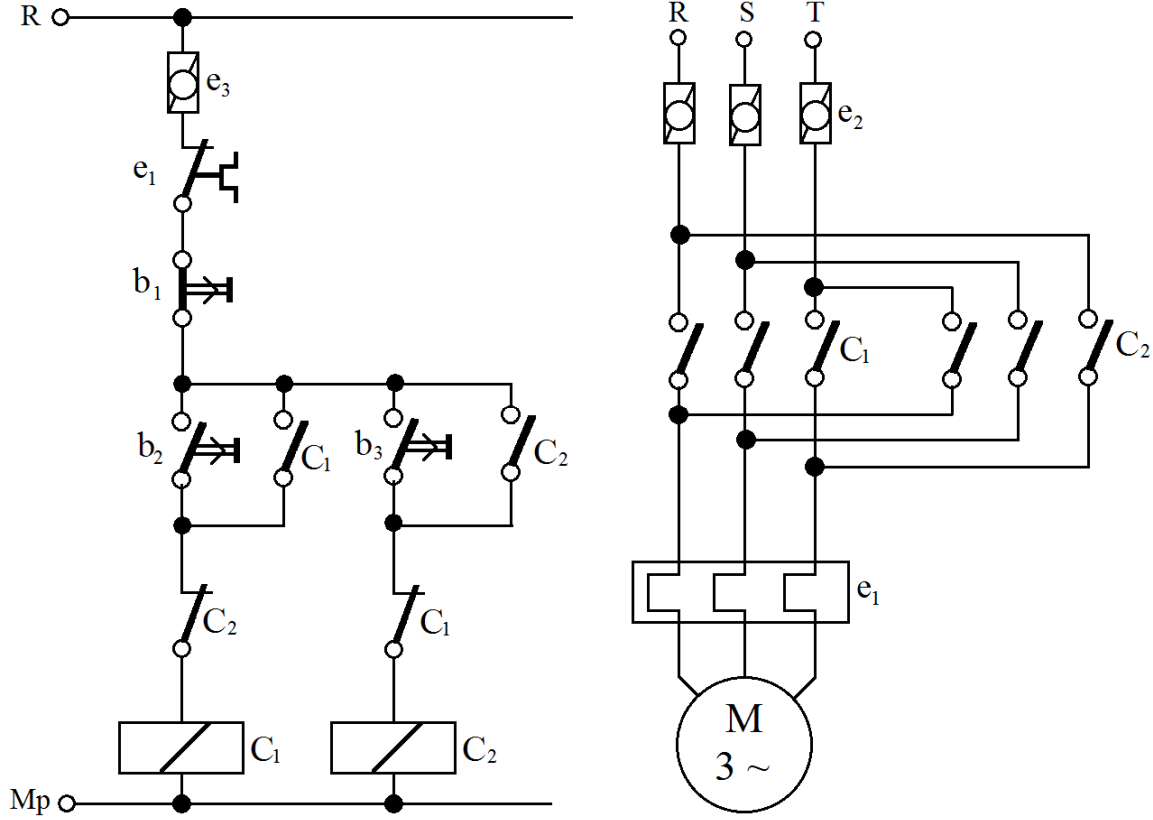 R
e₃
e₁
b₁
b₂
C₁
b₃
C₂
C₂
C₁
C₁
C₂
Mp
R S T
e₂
C₁
C₂
e₁
M
3 ~